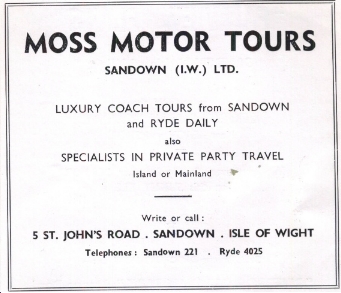 MOSS MOTOR TOURS
SANDOWN (I.W.) LTD.
LUXURY COACH TOURS from SANDOWN
and RYDE DAILY
also
SPECIALISTS IN PRIVATE PARTY TRAVEL
Island or Mainland
Write or call :
5 ST. JOHN'S ROAD . SANDOWN . ISLE OF WIGHT
Telephones : Sandown 221 . Ryde 4025